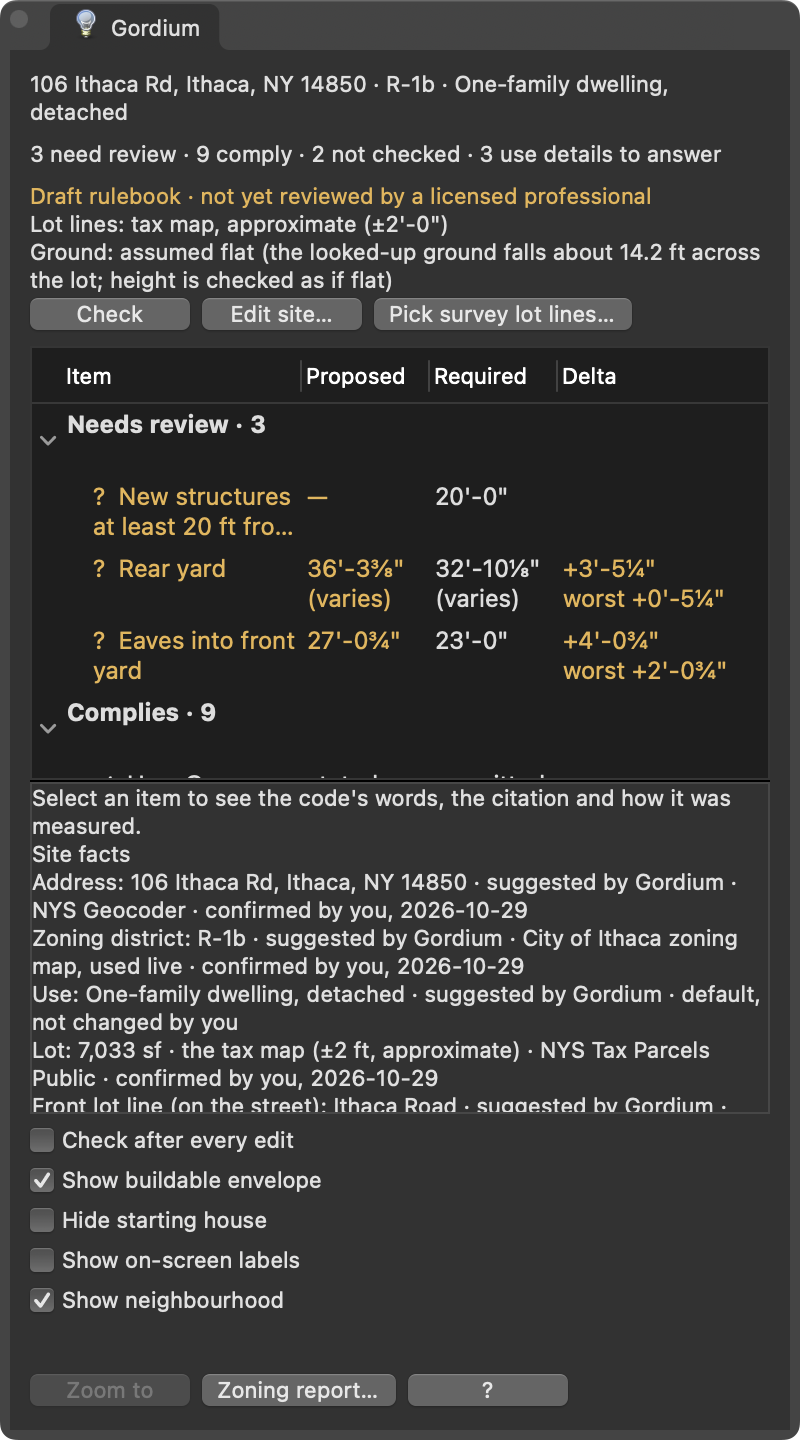 Gordium
106 Ithaca Rd, Ithaca, NY 14850 · R-1b · One-family dwelling,
detached
3 need review · 9 comply · 2 not checked · 3 use details to answer
Draft rulebook · not yet reviewed by a licensed professional
Lot lines: tax map, approximate (±2'-0")
Ground: assumed flat (the looked-up ground falls about 14.2 ft across
the lot; height is checked as if flat)
Check Edit site... Pick survey lot lines...
Item Proposed Required Delta
Needs review · 3
? New structures — 20'-0"
at least 20 ft fro...
? Rear yard 36'-3⅜" 32'-10⅛" +3'-5¼"
(varies) (varies) worst +0'-5¼"
? Eaves into front 27'-0¾" 23'-0" +4'-0¾"
yard worst +2'-0¾"
Complies · 9
Select an item to see the code's words, the citation and how it was
measured.
Site facts
Address: 106 Ithaca Rd, Ithaca, NY 14850 · suggested by Gordium ·
NYS Geocoder · confirmed by you, 2026-10-29
Zoning district: R-1b · suggested by Gordium · City of Ithaca zoning
map, used live · confirmed by you, 2026-10-29
Use: One-family dwelling, detached · suggested by Gordium · default,
not changed by you
Lot: 7,033 sf · the tax map (±2 ft, approximate) · NYS Tax Parcels
Public · confirmed by you, 2026-10-29
Front lot line (on the street): Ithaca Road · suggested by Gordium ·
Check after every edit
Show buildable envelope
Hide starting house
Show on-screen labels
Show neighbourhood
Zoom to Zoning report... ?